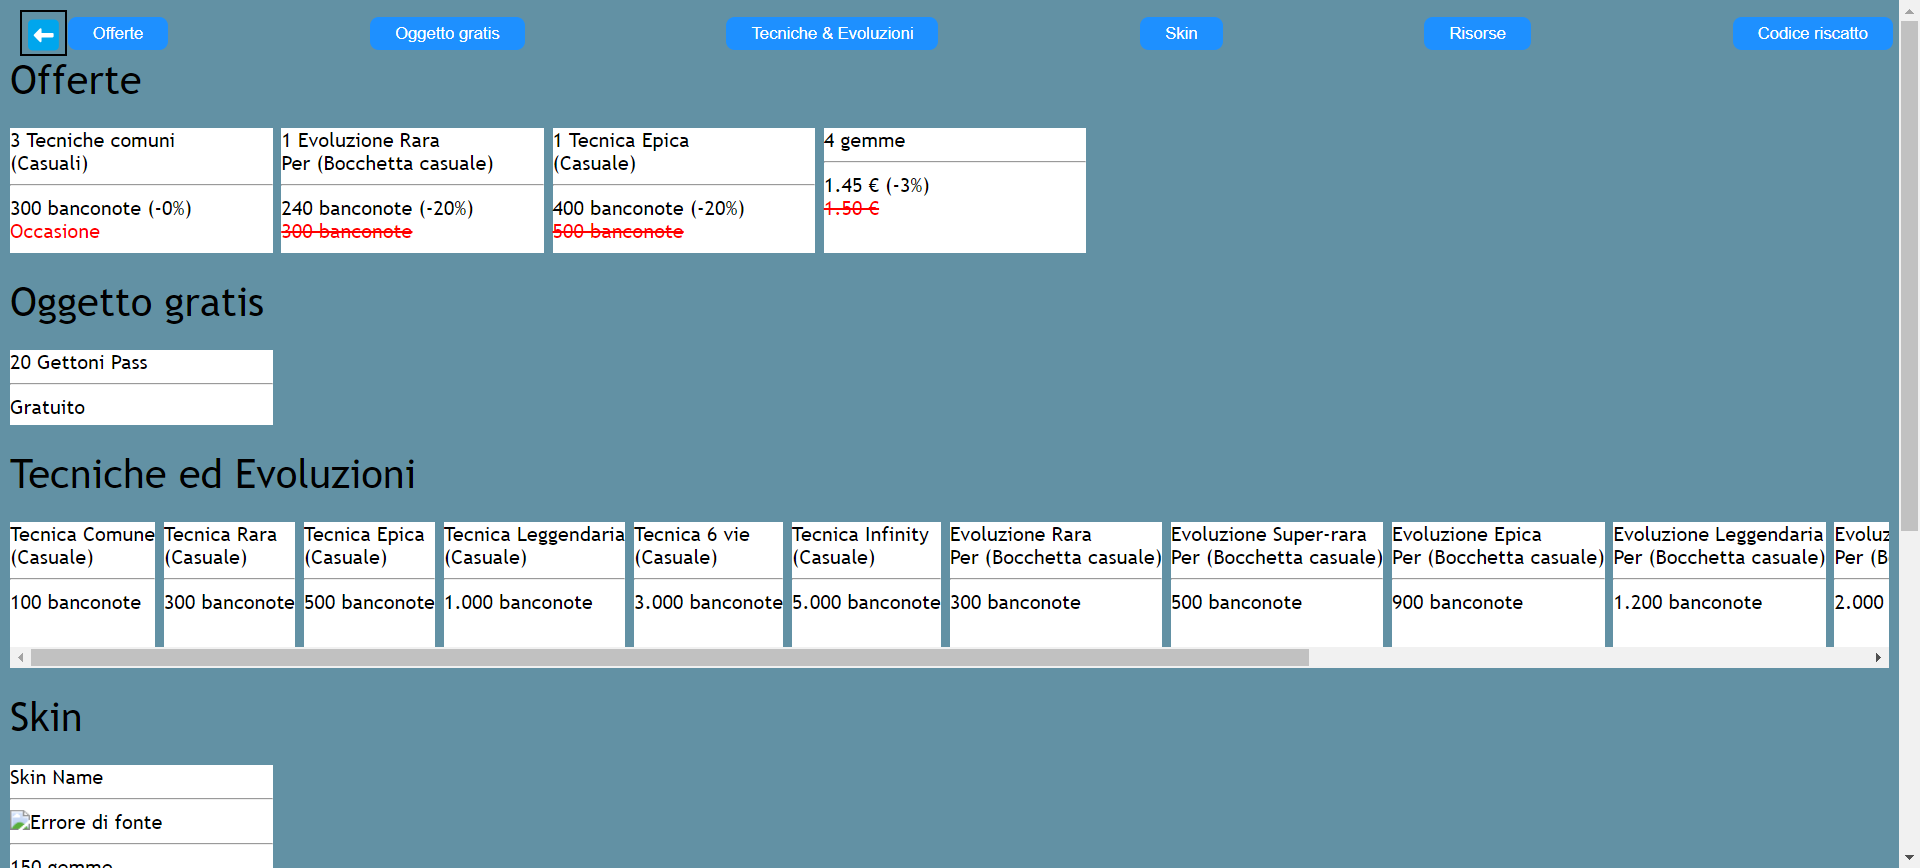 Offerte
Oggetto gratis
Tecniche & Evoluzioni
Skin
Risorse
Codice riscatto
Offerte
3 Tecniche comuni
(Casuali)
300 banconote (-0%)
Occasione
1 Evoluzione Rara
Per (Bocchetta casuale)
240 banconote (-20%)
300 banconote
1 Tecnica Epica
(Casuale)
400 banconote (-20%)
500 banconote
4 gemme
1.45 € (-3%)
1.50 €
Oggetto gratis
20 Gettoni Pass
Gratuito
Tecniche ed Evoluzioni
Tecnica Comune
(Casuale)
100 banconote
Tecnica Rara
(Casuale)
300 banconote
Tecnica Epica
(Casuale)
500 banconote
Tecnica Leggendaria
(Casuale)
1.000 banconote
Tecnica 6 vie
(Casuale)
3.000 banconote
Tecnica Infinity
(Casuale)
5.000 banconote
Evoluzione Rara
Per (Bocchetta casuale)
300 banconote
Evoluzione Super-rara
Per (Bocchetta casuale)
500 banconote
Evoluzione Epica
Per (Bocchetta casuale)
900 banconote
Evoluzione Leggendaria
Per (Bocchetta casuale)
1.200 banconote
Evoluz
Per (B
2.000
Skin
Skin Name
Errore di fonte
150 gemme